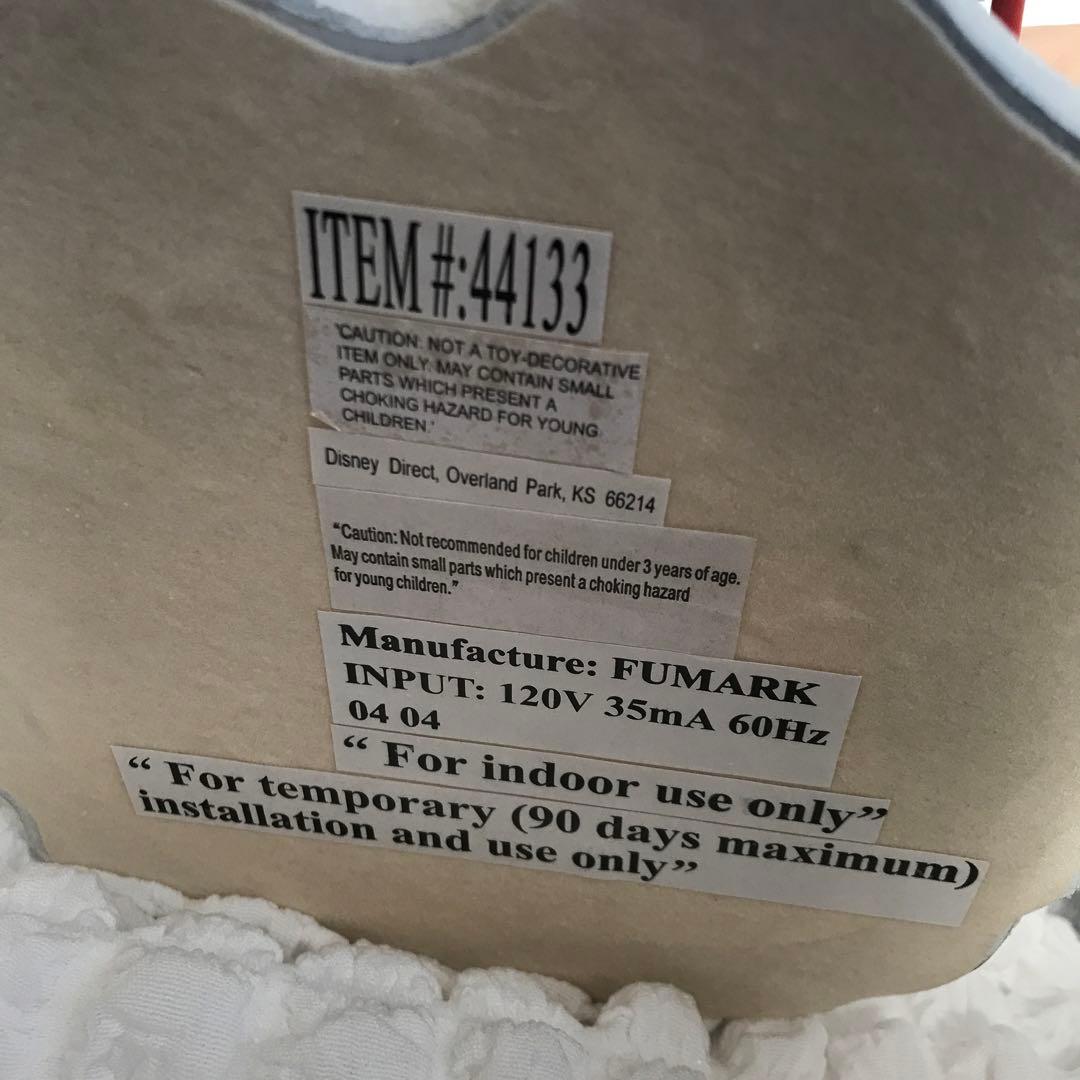 ITEM#:44133
'CAUTION: NOT A TOY-DECORATIVE
ITEM ONLY. MAY CONTAIN SMALL
PARTS WHICH PRESENT A
CHOKING HAZARD FOR YOUNG
CHILDREN.'
Disney Direct, Overland Park, KS 66214
"Caution: Not recommended for children under 3 years of age.
May contain small parts which present a choking hazard
for young children."
Manufacture: FUMARK
INPUT: 120V 35mA 60Hz
04 04
“ For indoor use only”
“ For temporary (90 days maximum)
installation and use only”